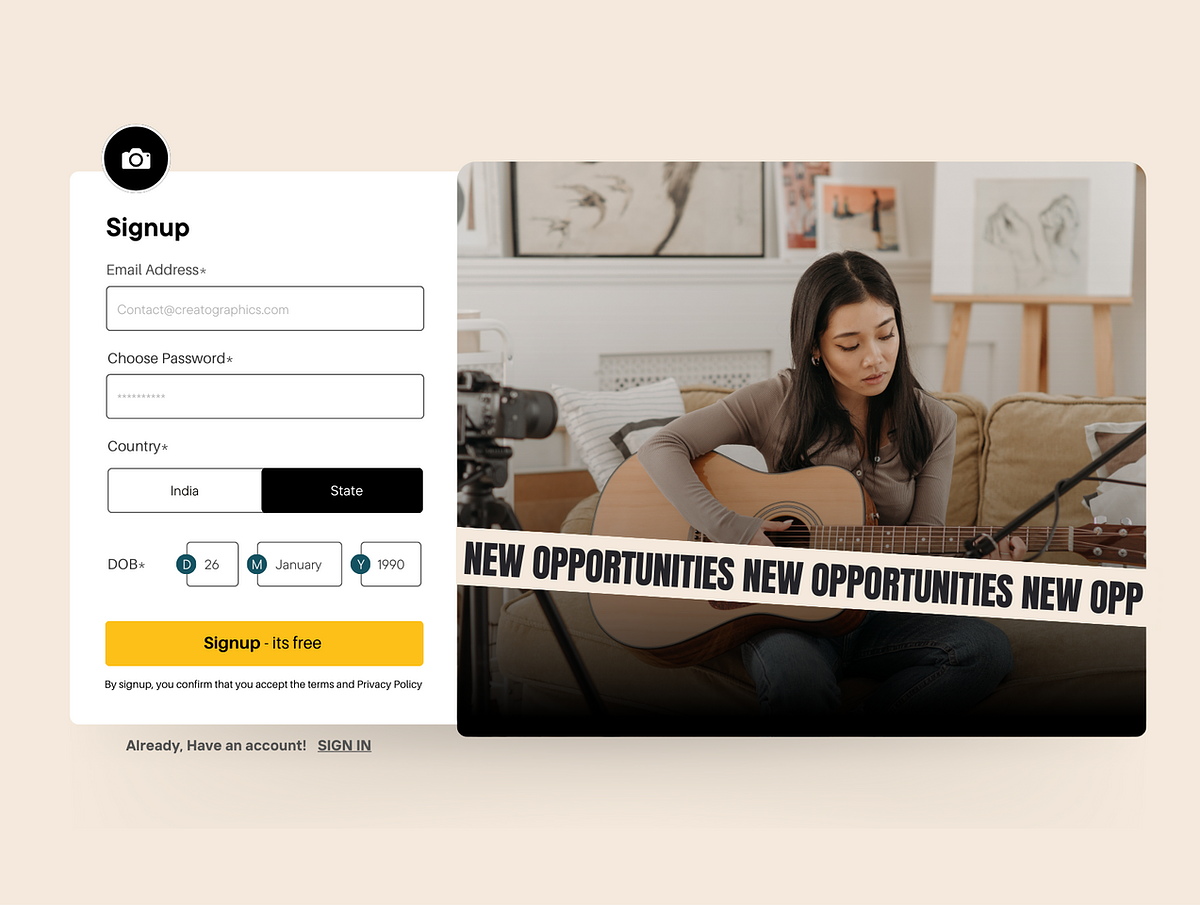 Signup
Email Address*
Contact@creatographics.com
Choose Password*
**********
Country*
India State
DOB* D 26 M January Y 1990
Signup - its free
By signup, you confirm that you accept the terms and Privacy Policy
Already, Have an account! SIGN IN
NEW OPPORTUNITIES NEW OPPORTUNITIES NEW OPP